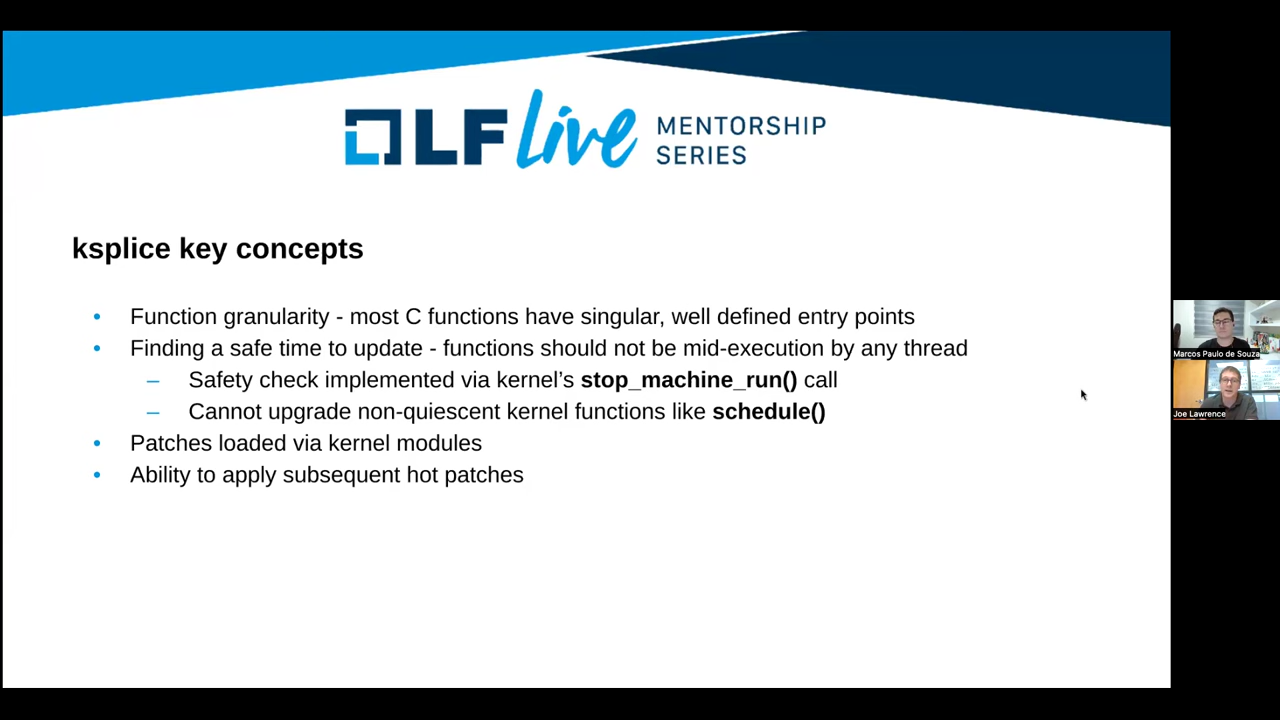 LF Live MENTORSHIP
SERIES
ksplice key concepts
• Function granularity - most C functions have singular, well defined entry points
• Finding a safe time to update - functions should not be mid-execution by any thread
– Safety check implemented via kernel’s stop_machine_run() call
– Cannot upgrade non-quiescent kernel functions like schedule()
• Patches loaded via kernel modules
• Ability to apply subsequent hot patches
Marcos Paulo de Souza
Joe Lawrence